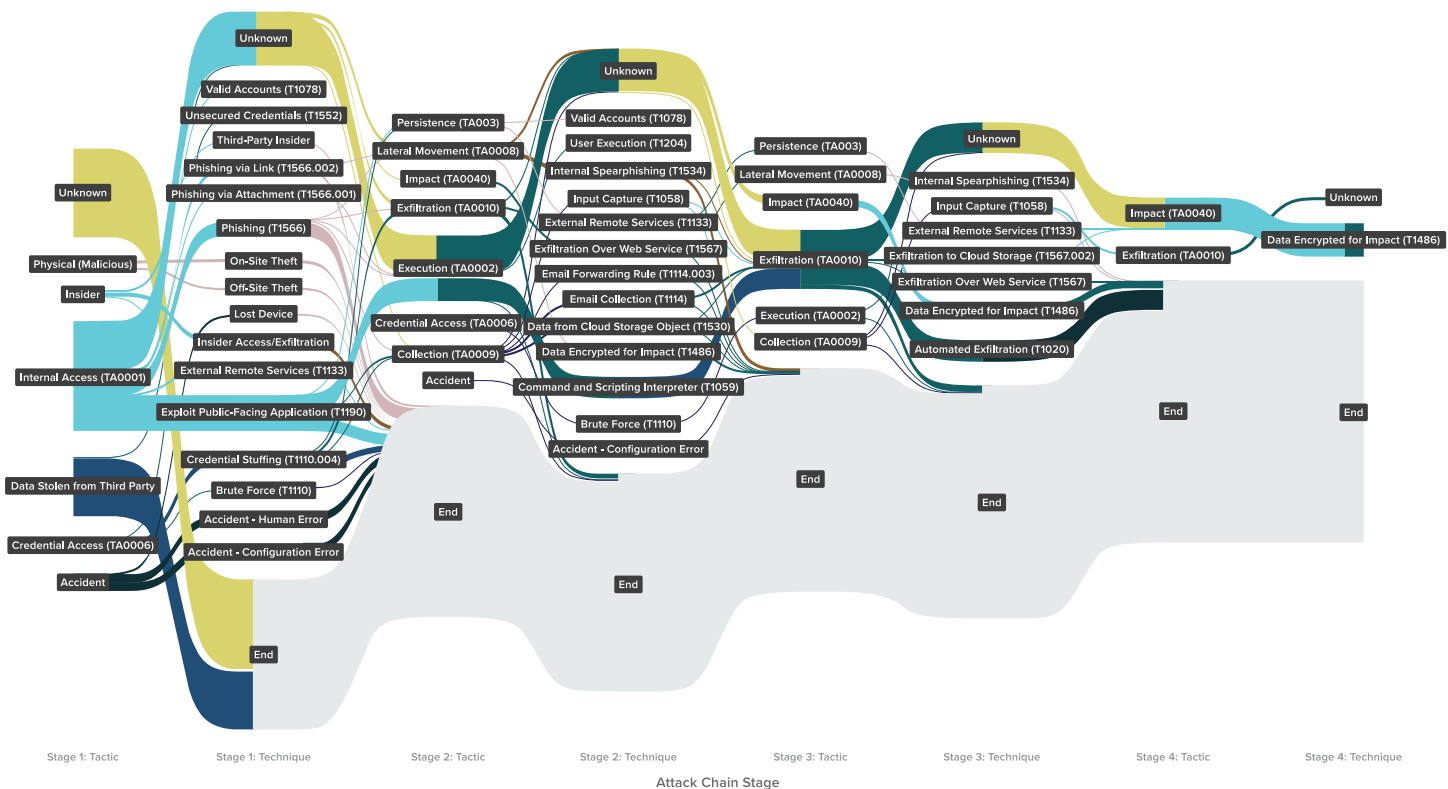 Unknown
Physical (Malicious)
Insider
Internal Access (TA0001)
Data Stolen from Third Party
Credential Access (TA0006)
Accident
Unknown
Valid Accounts (T1078)
Unsecured Credentials (T1552)
Third-Party Insider
Phishing via Link (T1566.002)
Phishing via Attachment (T1566.001)
Phishing (T1566)
On-Site Theft
Off-Site Theft
Lost Device
Insider Access/Exfiltration
External Remote Services (T1133)
Exploit Public-Facing Application (T1190)
Credential Stuffing (T1110.004)
Brute Force (T1110)
Accident - Human Error
Accident - Configuration Error
End
Persistence (TA003)
Lateral Movement (TA0008)
Impact (TA0040)
Exfiltration (TA0010)
Execution (TA0002)
Credential Access (TA0006)
Collection (TA0009)
Accident
End
Unknown
Valid Accounts (T1078)
User Execution (T1204)
Internal Spearphishing (T1534)
Input Capture (T1058)
External Remote Services (T1133)
Exfiltration Over Web Service (T1567)
Email Forwarding Rule (T1114.003)
Email Collection (T1114)
Data from Cloud Storage Object (T1530)
Data Encrypted for Impact (T1486)
Command and Scripting Interpreter (T1059)
Brute Force (T1110)
Accident - Configuration Error
End
Persistence (TA003)
Lateral Movement (TA0008)
Impact (TA0040)
Exfiltration (TA0010)
Execution (TA0002)
Collection (TA0009)
End
Unknown
Internal Spearphishing (T1534)
Input Capture (T1058)
External Remote Services (T1133)
Exfiltration to Cloud Storage (T1567.002)
Exfiltration Over Web Service (T1567)
Data Encrypted for Impact (T1486)
Automated Exfiltration (T1020)
End
Impact (TA0040)
Exfiltration (TA0010)
End
Unknown
Data Encrypted for Impact (T1486)
End
Stage 1: Tactic
Stage 1: Technique
Stage 2: Tactic
Stage 2: Technique
Stage 3: Tactic
Stage 3: Technique
Stage 4: Tactic
Stage 4: Technique
Attack Chain Stage